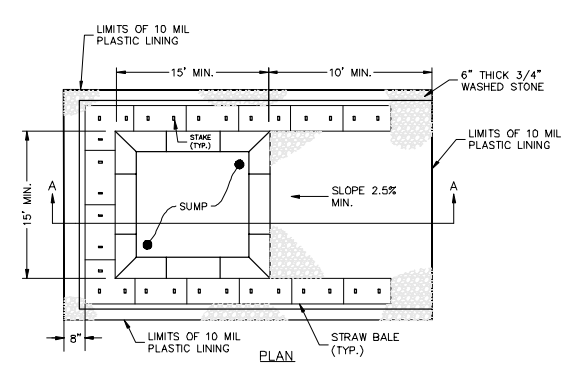 LIMITS OF 10 MIL
PLASTIC LINING
15' MIN.
10' MIN.
6" THICK 3/4"
WASHED STONE
STAKE
(TYP.)
LIMITS OF 10 MIL
PLASTIC LINING
A
A
15' MIN.
SUMP
SLOPE 2.5%
MIN.
8"
LIMITS OF 10 MIL
PLASTIC LINING
STRAW BALE
(TYP.)
PLAN